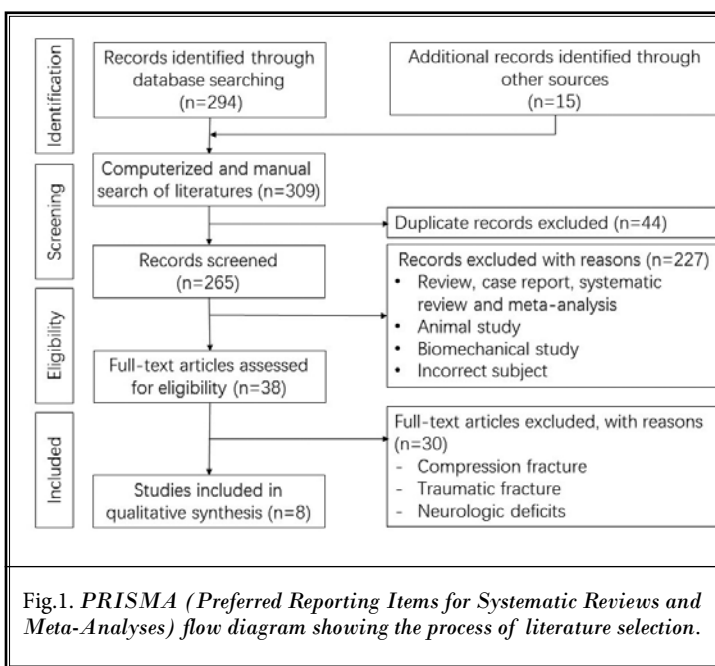 Identification
Records identified through
database searching
(n=294)
Additional records identified through
other sources
(n=15)
Screening
Computerized and manual
search of literatures (n=309)
Duplicate records excluded (n=44)
Records screened
(n=265)
Records excluded with reasons (n=227)
• Review, case report, systematic
review and meta-analysis
• Animal study
• Biomechanical study
• Incorrect subject
Eligibility
Full-text articles assessed
for eligibility (n=38)
Full-text articles excluded, with reasons
(n=30)
- Compression fracture
- Traumatic fracture
- Neurologic deficits
Included
Studies included in
qualitative synthesis (n=8)
Fig.1. PRISMA (Preferred Reporting Items for Systematic Reviews and
Meta-Analyses) flow diagram showing the process of literature selection.